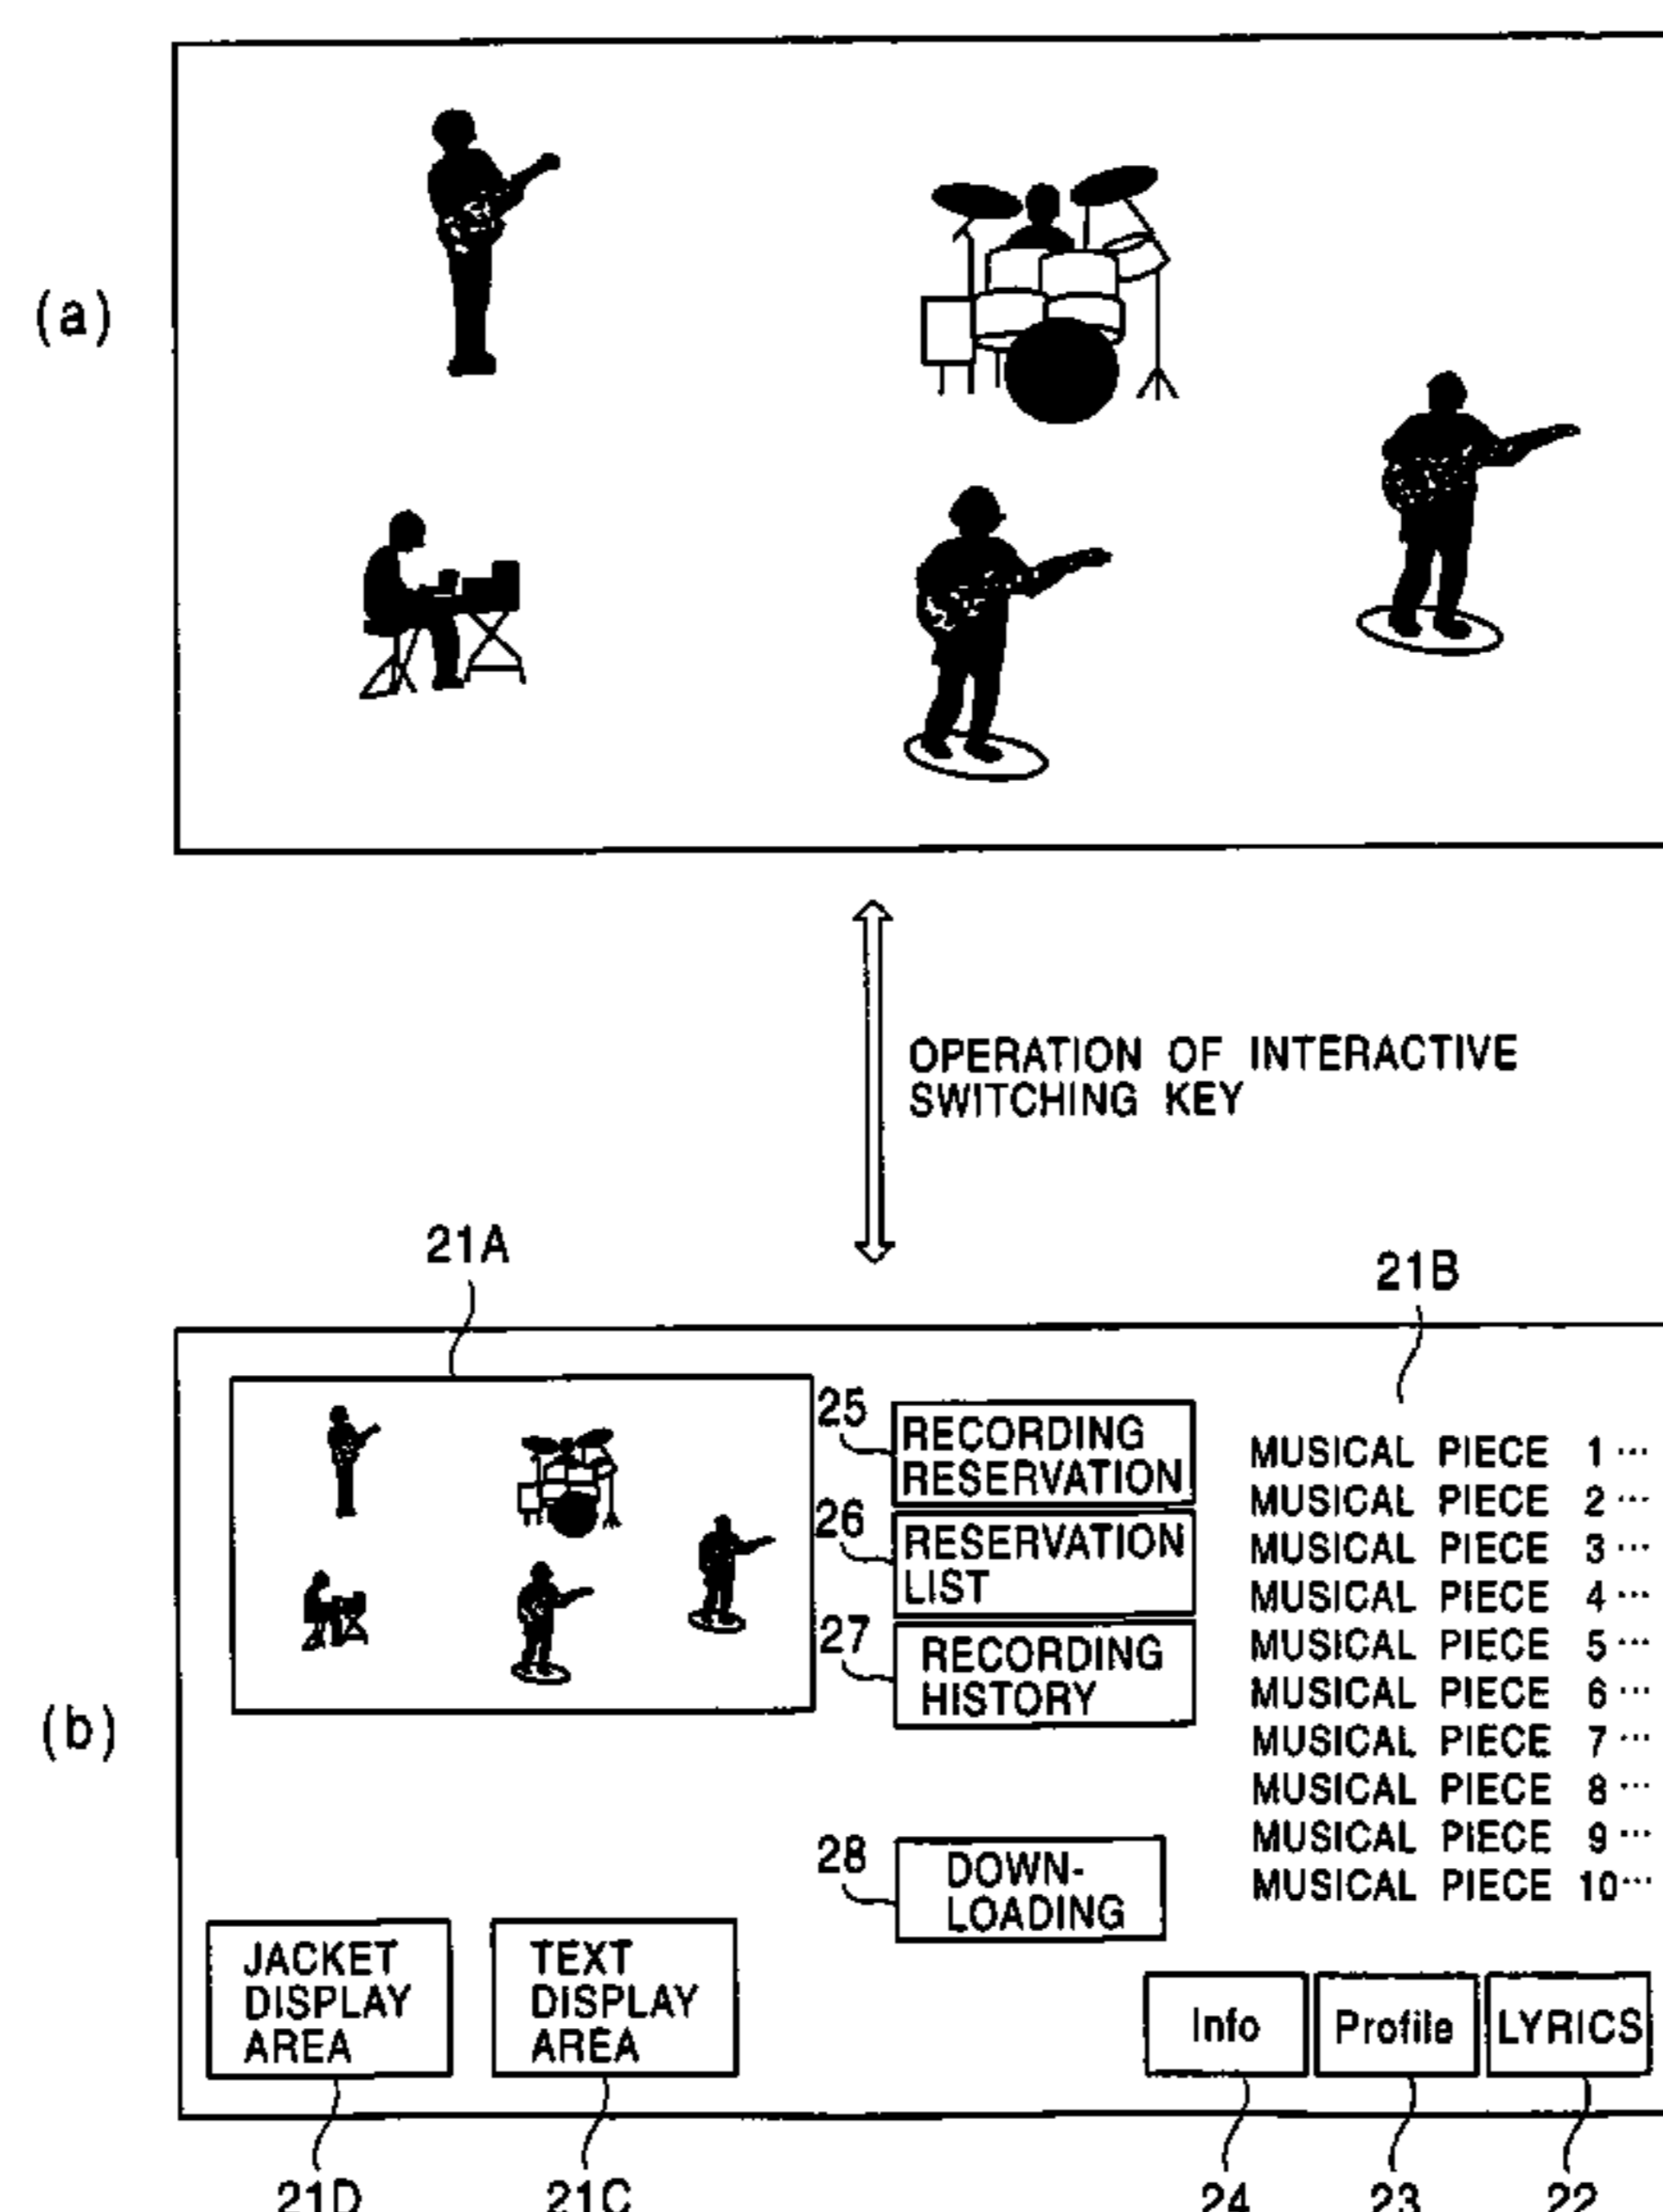 (a)
OPERATION OF INTERACTIVE
SWITCHING KEY
21A
21B
(b)
25
RECORDING
RESERVATION
26
RESERVATION
LIST
27
RECORDING
HISTORY
28
DOWN-
LOADING
MUSICAL PIECE 1 ···
MUSICAL PIECE 2 ···
MUSICAL PIECE 3 ···
MUSICAL PIECE 4 ···
MUSICAL PIECE 5 ···
MUSICAL PIECE 6 ···
MUSICAL PIECE 7 ···
MUSICAL PIECE 8 ···
MUSICAL PIECE 9 ···
MUSICAL PIECE 10 ···
JACKET
DISPLAY
AREA
TEXT
DISPLAY
AREA
Info
Profile
LYRICS
21D
21C
24
23
22